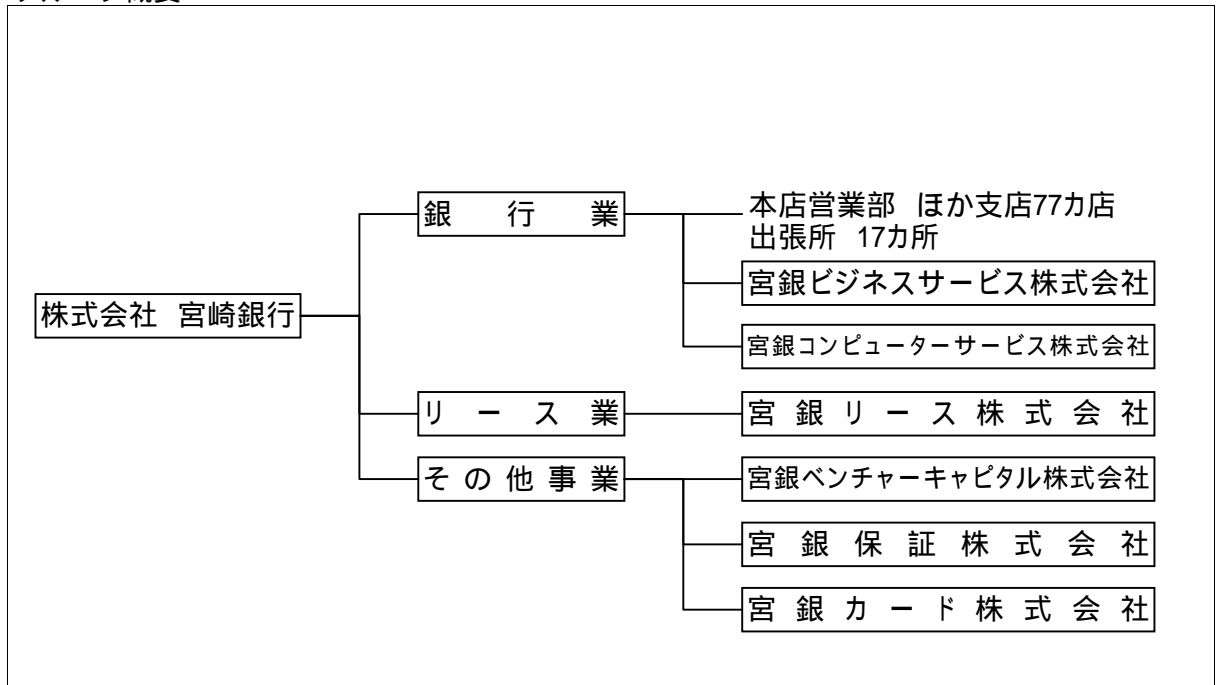 株式会社 宮崎銀行
銀行業
本店営業部 ほか支店77カ店
出張所 17カ所
宮銀ビジネスサービス株式会社
宮銀コンピューターサービス株式会社
リース業
宮銀リース株式会社
その他事業
宮銀ベンチャーキャピタル株式会社
宮銀保証株式会社
宮銀カード株式会社